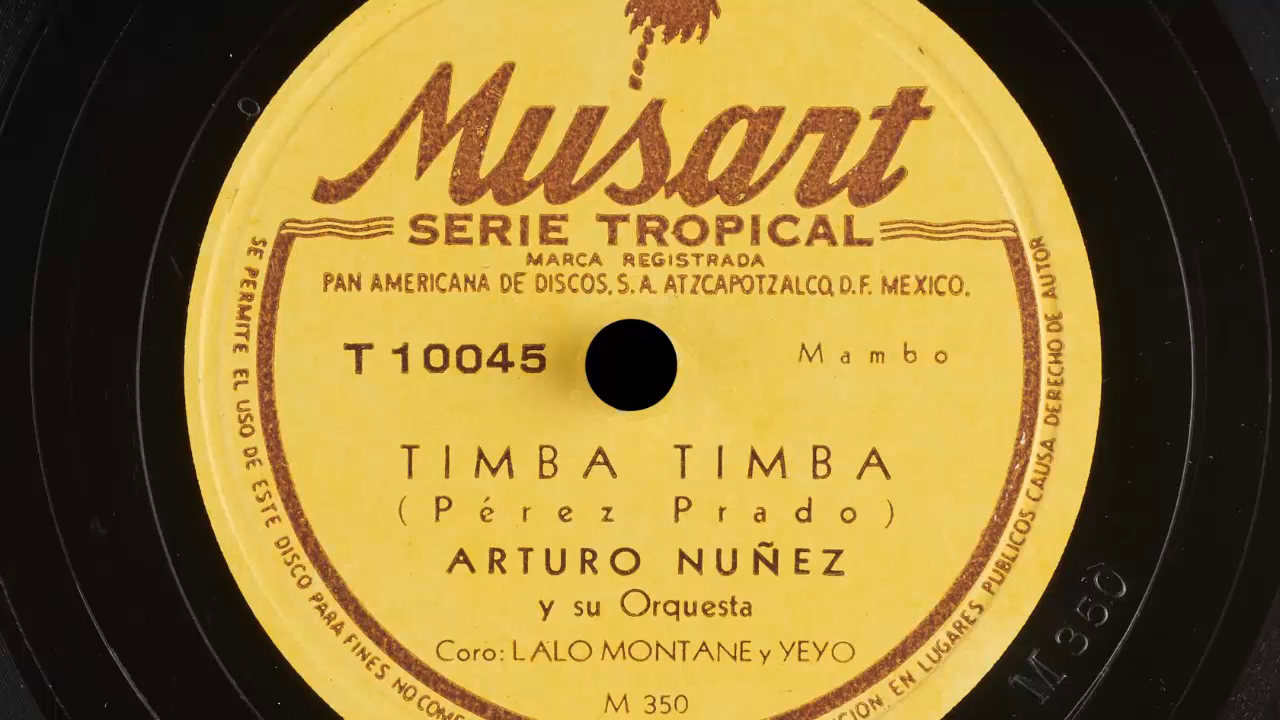 Musart
SERIE TROPICAL
MARCA REGISTRADA
PAN AMERICANA DE DISCOS, S.A. ATZCAPOTZALCO, D.F. MEXICO.
T 10045
Mambo
TIMBA TIMBA
(Pérez Prado)
ARTURO NUÑEZ
y su Orquesta
Coro: LALO MONTANE y YEYO
M 350
SE PERMITE EL USO DE ESTE DISCO PARA FINES NO COME
CION EN LUGARES PUBLICOS CAUSA DERECHO DE AUTOR
M 350